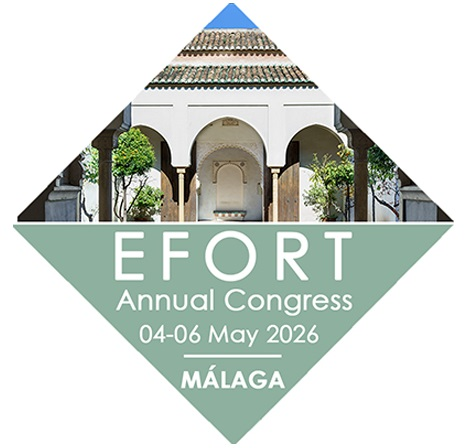 EFORT
Annual Congress
04-06 May 2026
MÁLAGA